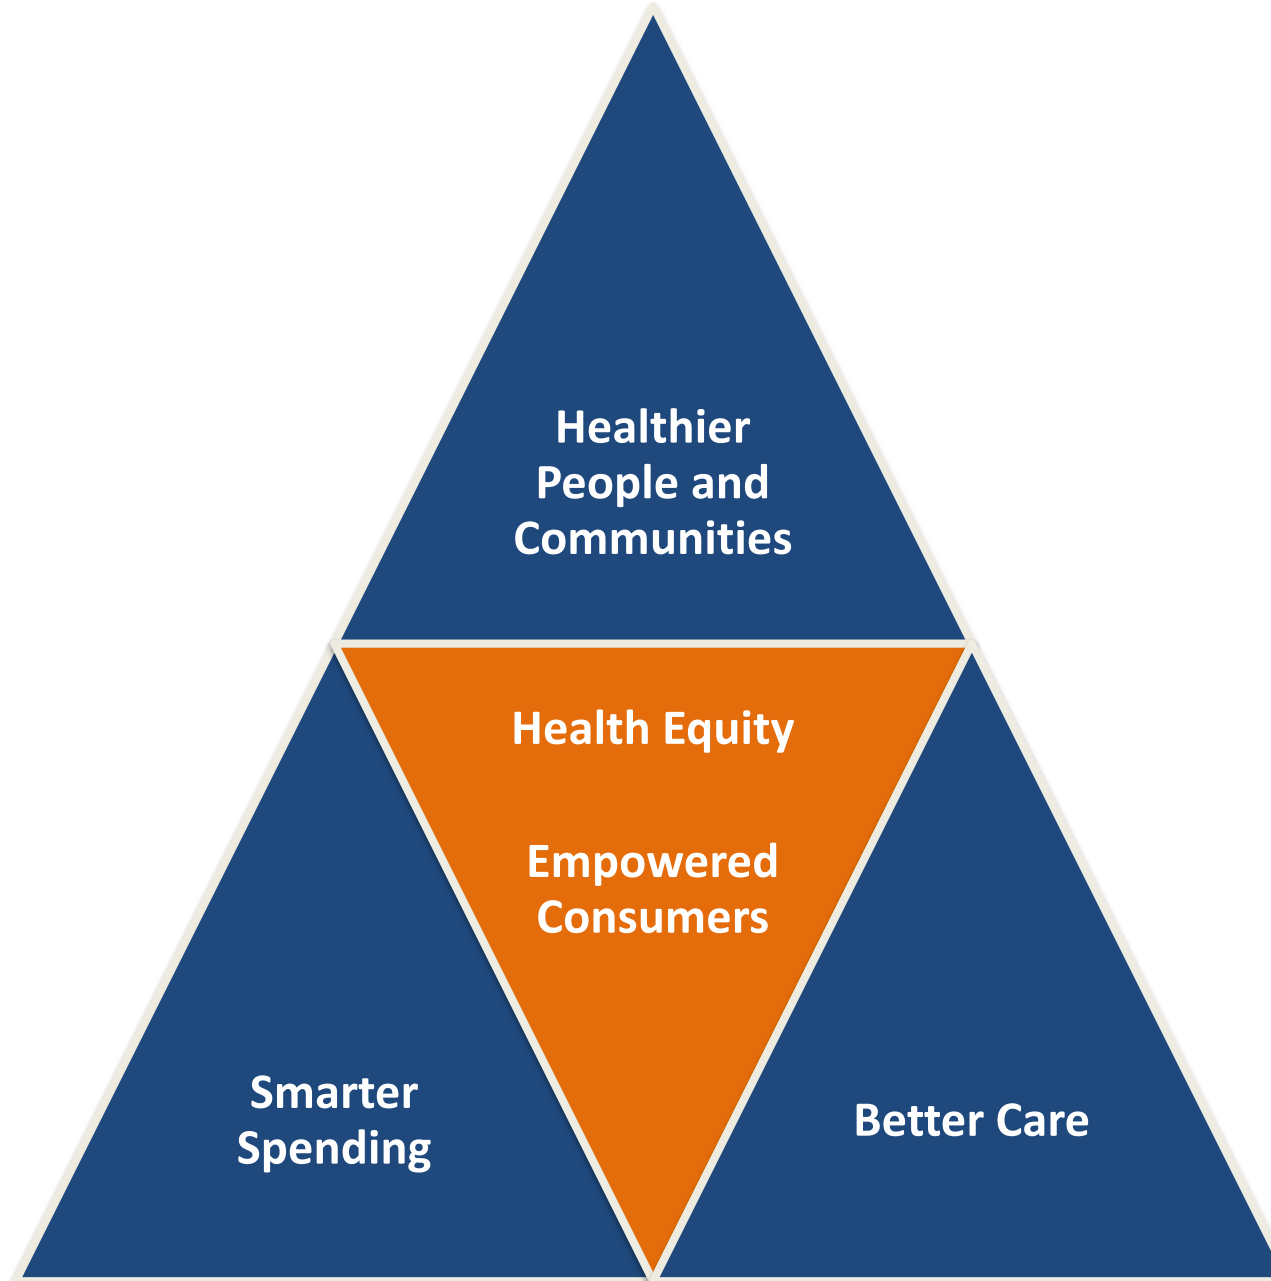 Healthier
People and
Communities
Health Equity
Empowered
Consumers
Smarter
Spending
Better Care